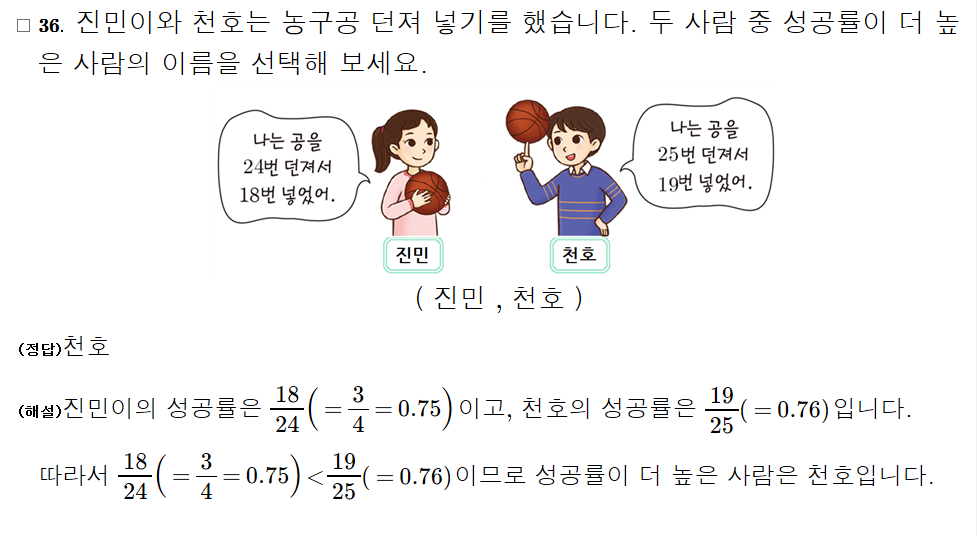 □ 36. 진민이와 천호는 농구공 던져 넣기를 했습니다. 두 사람 중 성공률이 더 높
은 사람의 이름을 선택해 보세요.
나는 공을
24번 던져서
18번 넣었어.
나는 공을
25번 던져서
19번 넣었어.
진민
천호
( 진민 , 천호 )
(정답)천호
(해설)진민이의 성공률은 18/24(=3/4=0.75)이고, 천호의 성공률은 19/25(=0.76)입니다.
따라서 18/24(=3/4=0.75)<19/25(=0.76)이므로 성공률이 더 높은 사람은 천호입니다.